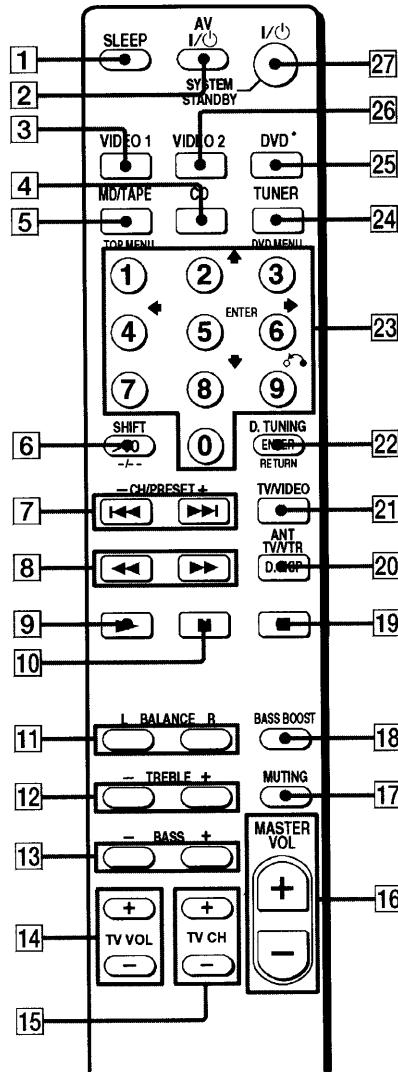 AV
SLEEP I/⏻ I/⏻
1
2
27
SYSTEM
STANDBY
26
3
VIDEO 1 VIDEO 2 DVD*
25
4
MD/TAPE CD TUNER
5
24
TOP MENU DVD MENU
1 2 3
4 5 ENTER 6
23
7 8 9
SHIFT 0 D. TUNING
6
ENTER
22
-/-- RETURN
− CH/PRESET + TV/VIDEO
7
21
ANT
TV/VTR
8
20
9
19
10
L BALANCE R BASS BOOST
11
18
− TREBLE + MUTING
12
17
− BASS + MASTER
VOL
13
+ + +
16
14
TV VOL TV CH
− − −
15